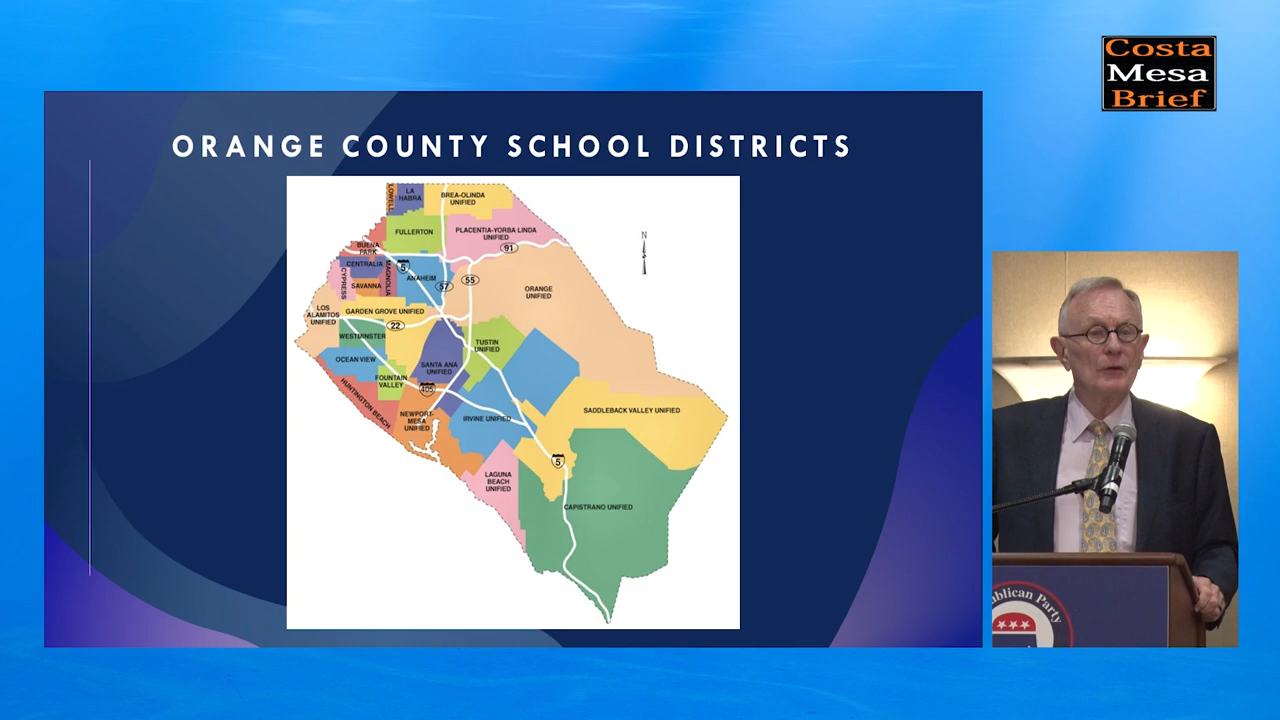 Costa
Mesa
Brief
ORANGE COUNTY SCHOOL DISTRICTS
LOWELL
LA
HABRA
BREA-OLINDA
UNIFIED
FULLERTON
PLACENTIA-YORBA LINDA
UNIFIED
91
N
BUENA
PARK
CENTRALIA
MAGNOLIA
5
ANAHEIM
57
55
CYPRESS
SAVANNA
ORANGE
UNIFIED
LOS
ALAMITOS
UNIFIED
GARDEN GROVE UNIFIED
22
WESTMINSTER
TUSTIN
UNIFIED
OCEAN VIEW
SANTA ANA
UNIFIED
FOUNTAIN
VALLEY
405
HUNTINGTON BEACH
NEWPORT-
MESA
UNIFIED
IRVINE UNIFIED
SADDLEBACK VALLEY UNIFIED
5
LAGUNA
BEACH
UNIFIED
CAPISTRANO UNIFIED
publican Party